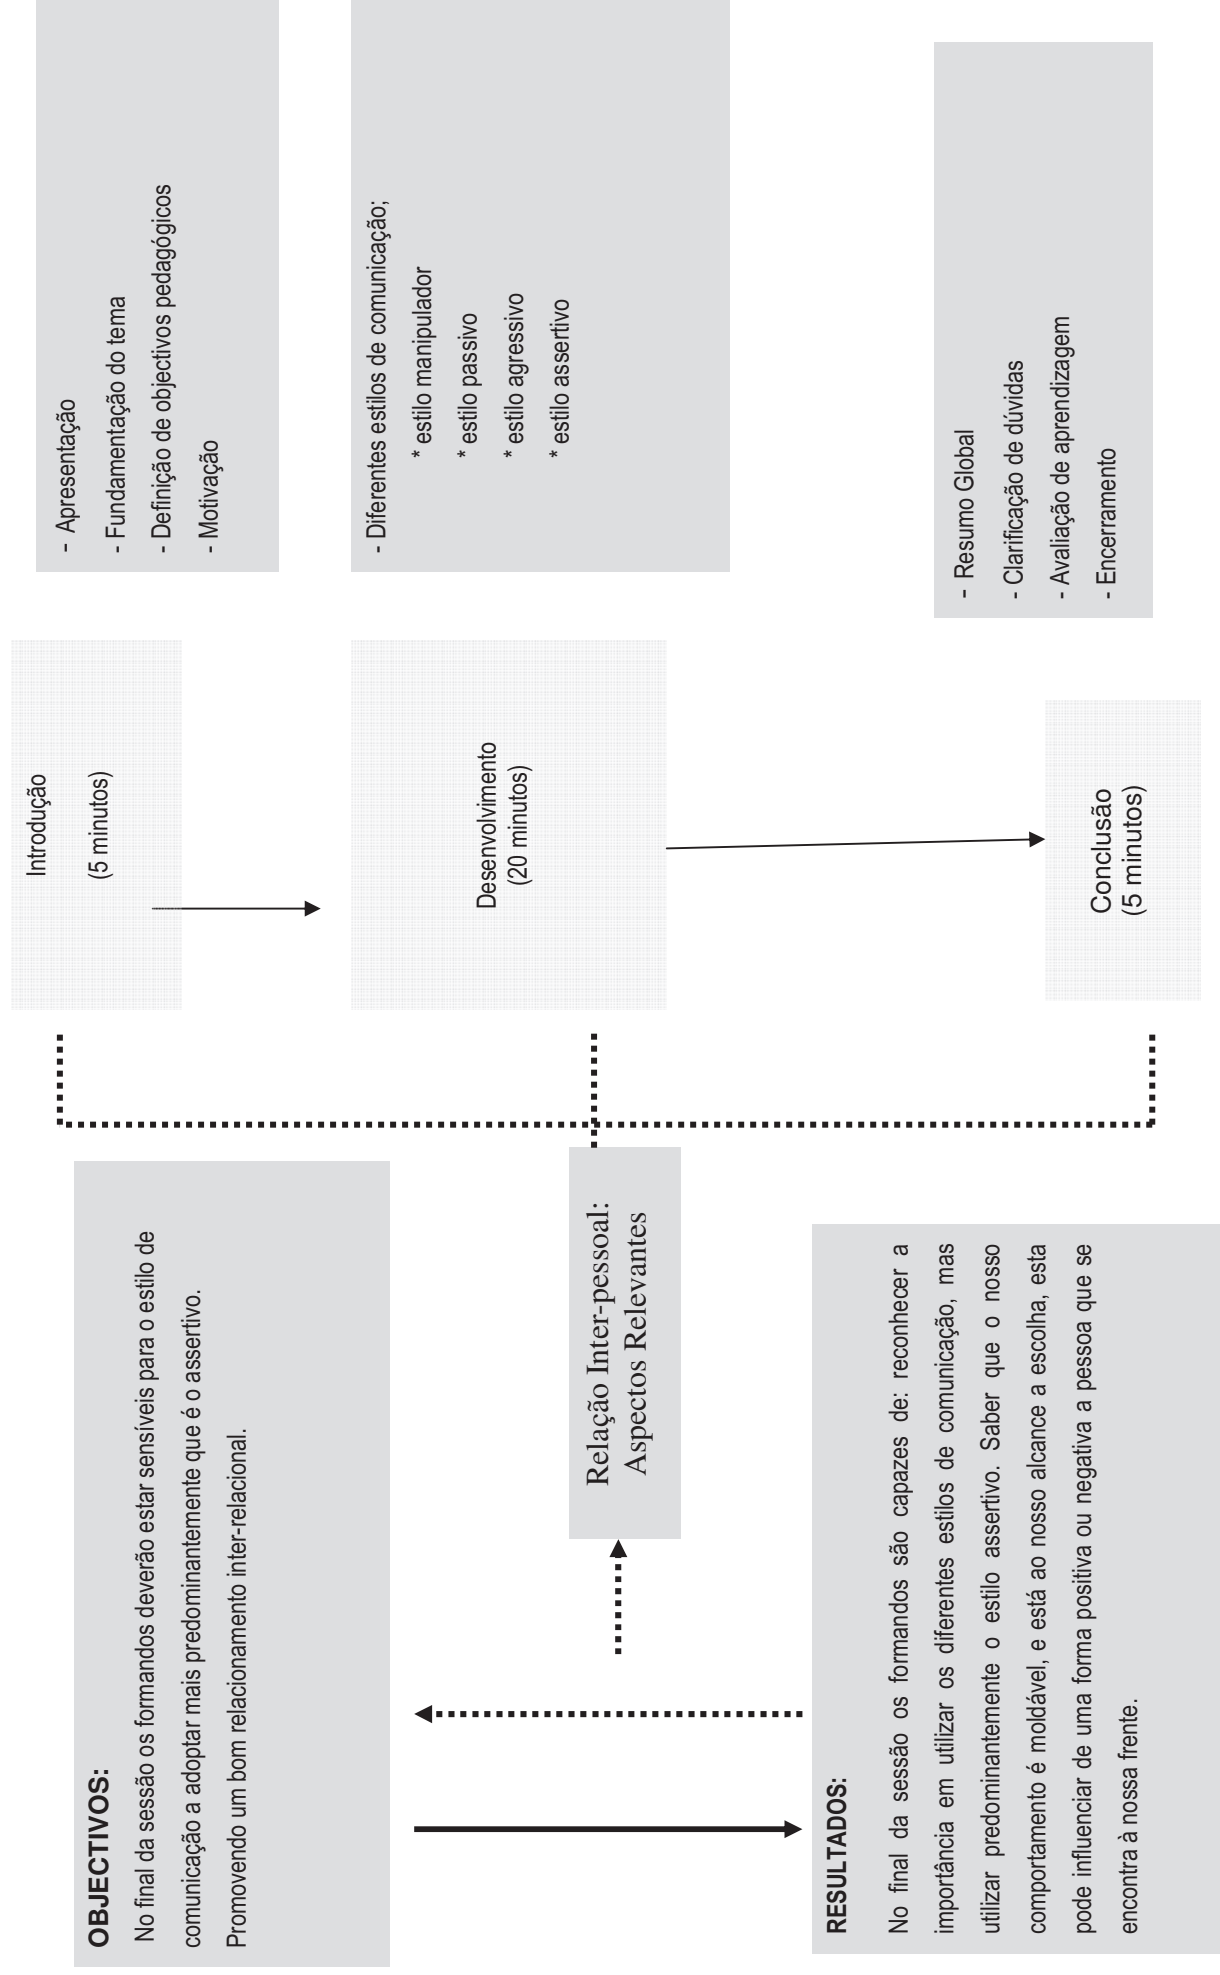 OBJECTIVOS:
No final da sessão os formandos deverão estar sensíveis para o estilo de
comunicação a adoptar mais predominantemente que é o assertivo.
Promovendo um bom relacionamento inter-relacional.
RESULTADOS:
No final da sessão os formandos são capazes de: reconhecer a
importância em utilizar os diferentes estilos de comunicação, mas
utilizar predominantemente o estilo assertivo. Saber que o nosso
comportamento é moldável, e está ao nosso alcance a escolha, esta
pode influenciar de uma forma positiva ou negativa a pessoa que se
encontra à nossa frente.
Relação Inter-pessoal:
Aspectos Relevantes
Introdução
(5 minutos)
- Apresentação
- Fundamentação do tema
- Definição de objectivos pedagógicos
- Motivação
Desenvolvimento
(20 minutos)
- Diferentes estilos de comunicação;
* estilo manipulador
* estilo passivo
* estilo agressivo
* estilo assertivo
Conclusão
(5 minutos)
- Resumo Global
- Clarificação de dúvidas
- Avaliação de aprendizagem
- Encerramento